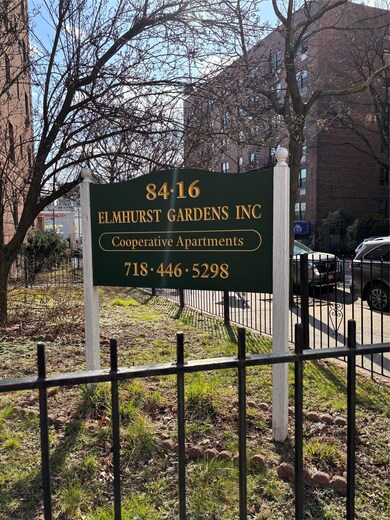 84·16
ELMHURST GARDENS INC
Cooperative Apartments
718·446·5298